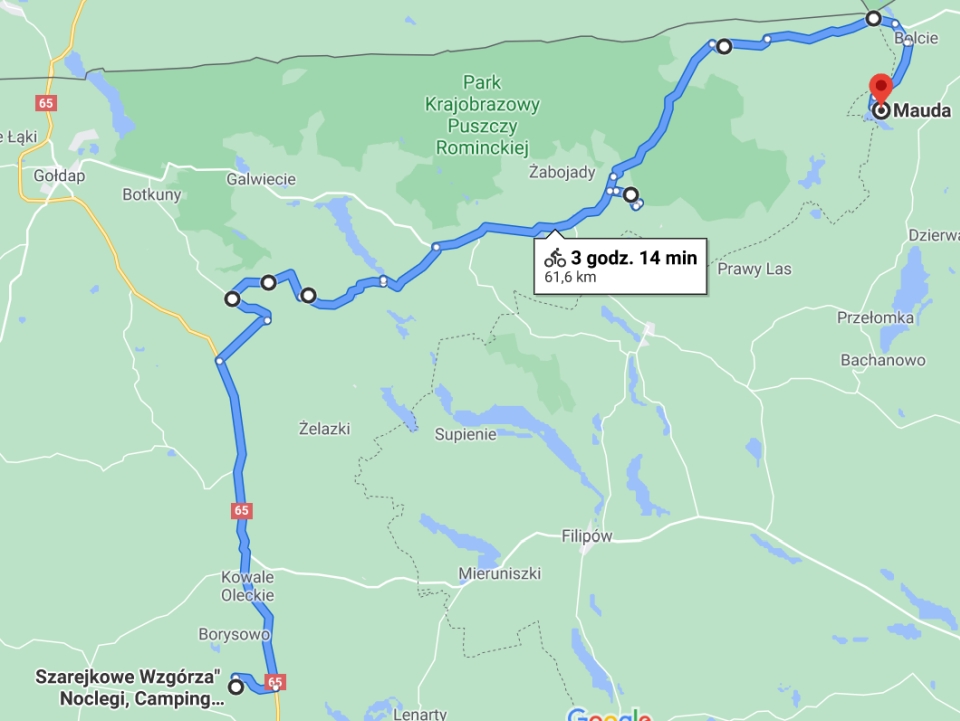 Bolcie
65
Park
Krajobrazowy
Puszczy
Rominckiej
Mauda
e Łąki
Gołdap
Botkuny
Galwiecie
Żabojady
Dzierwa
3 godz. 14 min
61,6 km
Prawy Las
Przełomka
Bachanowo
Żelazki
Supienie
65
Filipów
Kowale
Oleckie
Mieruniszki
Borysowo
Szarejkowe Wzgórza"
Noclegi, Camping...
65
Lenarty
Google